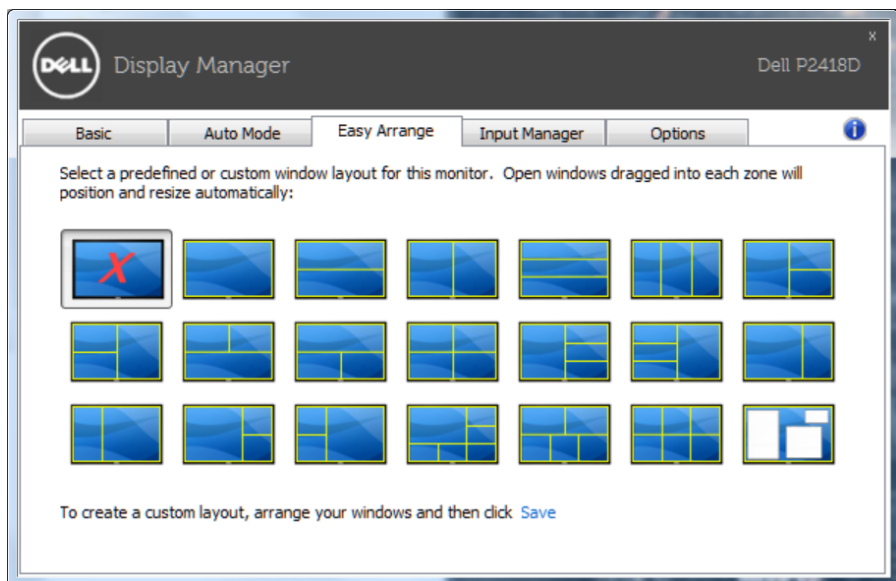 DELL
Display Manager
x
Dell P2418D
Basic
Auto Mode
Easy Arrange
Input Manager
Options
i
Select a predefined or custom window layout for this monitor. Open windows dragged into each zone will
position and resize automatically:
X
To create a custom layout, arrange your windows and then click Save